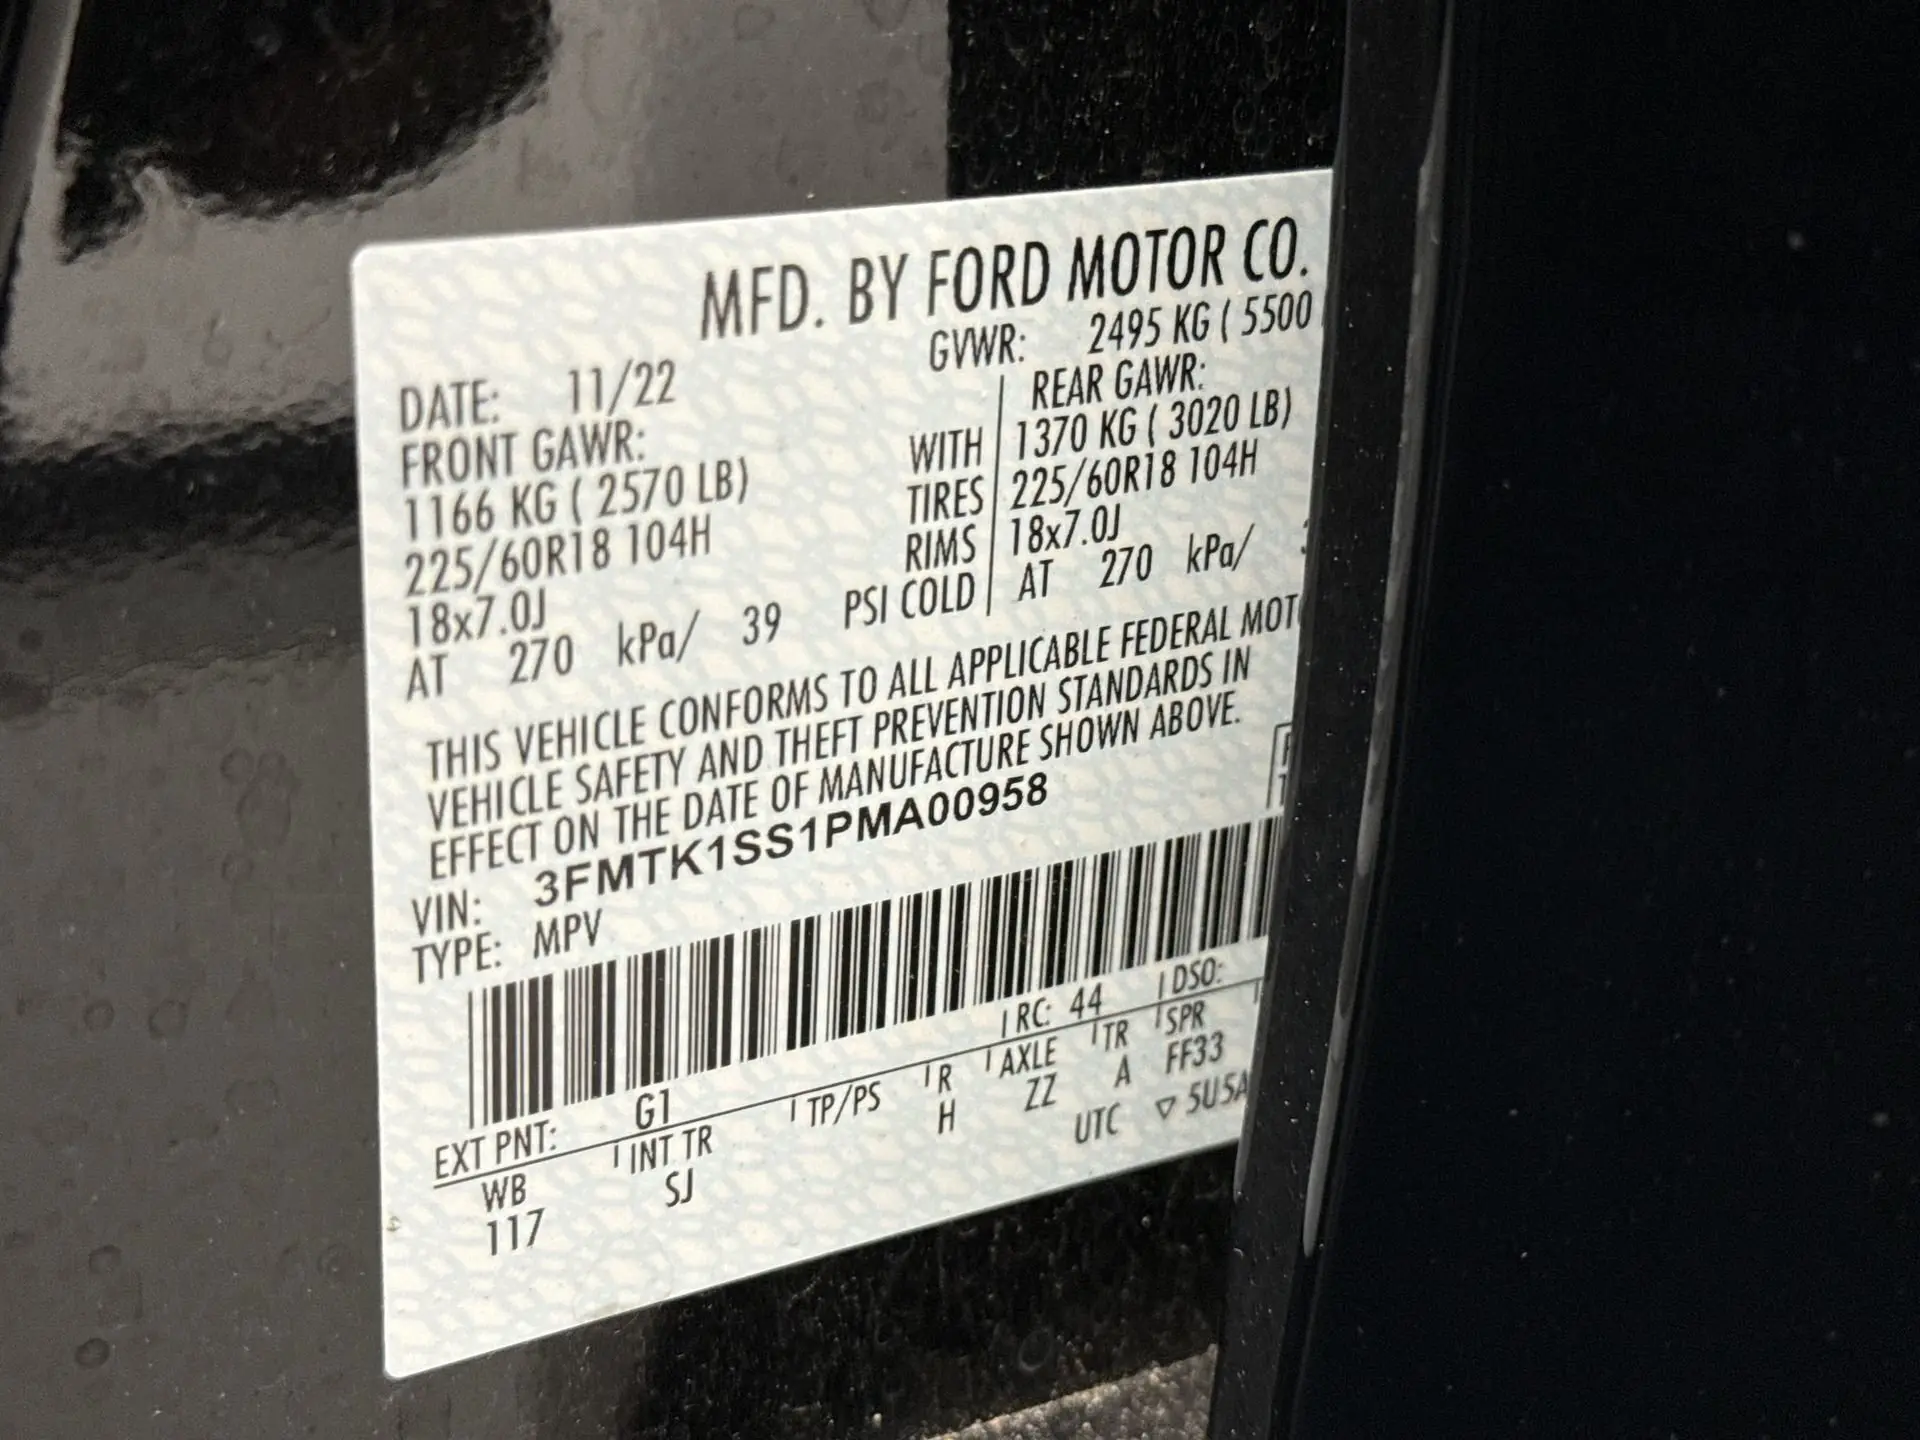 MFD. BY FORD MOTOR CO.
DATE: 11/22 GVWR: 2495 KG ( 5500
FRONT GAWR: REAR GAWR:
1166 KG ( 2570 LB) WITH 1370 KG ( 3020 LB)
225/60R18 104H TIRES 225/60R18 104H
18x7.0J RIMS 18x7.0J
AT 270 kPa/ 39 PSI COLD AT 270 kPa/
THIS VEHICLE CONFORMS TO ALL APPLICABLE FEDERAL MOT
VEHICLE SAFETY AND THEFT PREVENTION STANDARDS IN
EFFECT ON THE DATE OF MANUFACTURE SHOWN ABOVE.
VIN: 3FMTK1SS1PMA00958
TYPE: MPV
EXT PNT: G1 RC: 44 DSO:
WB INT TR TP/PS R AXLE TR SPR
117 SJ H ZZ A FF33
UTC ▽ 5U5A